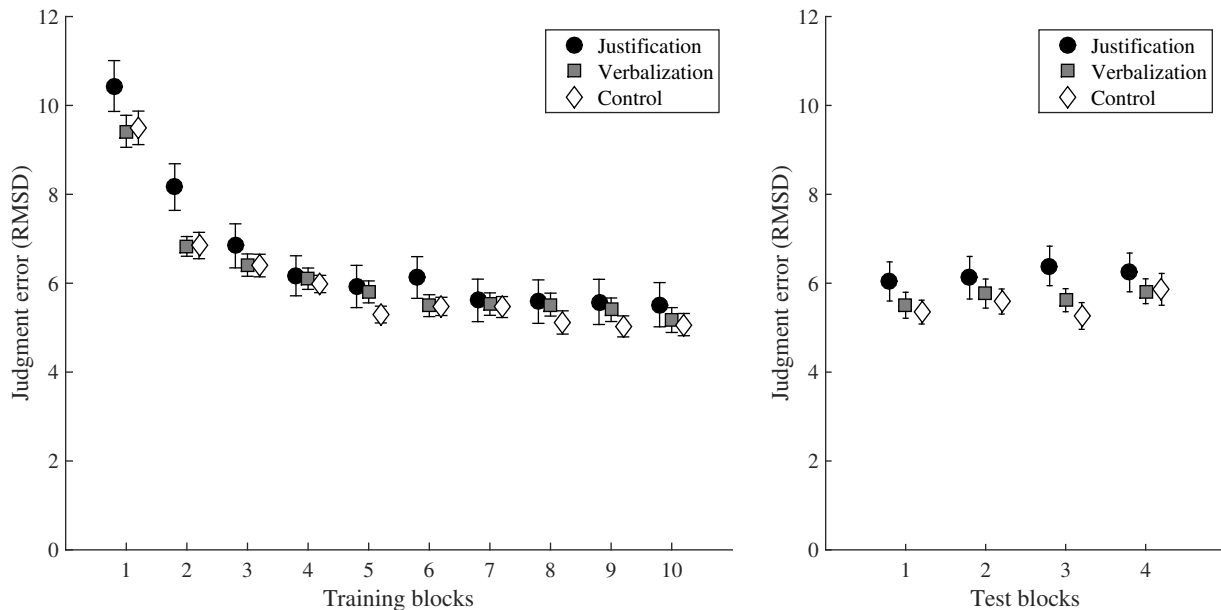 12
10
8
6
4
2
0
Judgment error (RMSD)
Justification
Verbalization
Control
1 2 3 4 5 6 7 8 9 10
Training blocks
12
10
8
6
4
2
0
Judgment error (RMSD)
Justification
Verbalization
Control
1 2 3 4
Test blocks